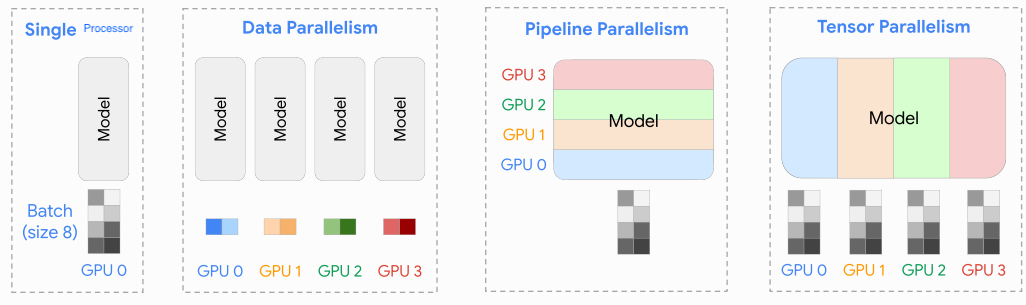 Single Processor
Model
Batch
(size 8)
GPU 0
Data Parallelism
Model
Model
Model
Model
GPU 0
GPU 1
GPU 2
GPU 3
Pipeline Parallelism
GPU 3
GPU 2
GPU 1
GPU 0
Model
Tensor Parallelism
Model
GPU 0
GPU 1
GPU 2
GPU 3